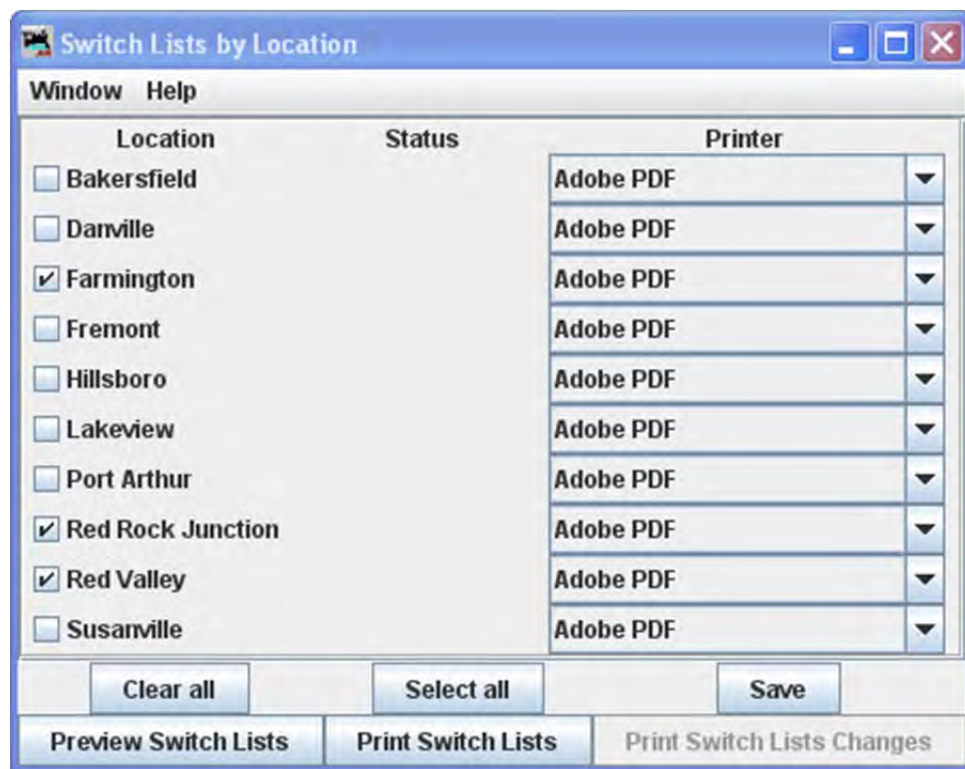 Switch Lists by Location
Window Help
Location Status Printer
Bakersfield Adobe PDF
Danville Adobe PDF
Farmington Adobe PDF
Fremont Adobe PDF
Hillsboro Adobe PDF
Lakeview Adobe PDF
Port Arthur Adobe PDF
Red Rock Junction Adobe PDF
Red Valley Adobe PDF
Susanville Adobe PDF
Clear all Select all Save
Preview Switch Lists Print Switch Lists Print Switch Lists Changes